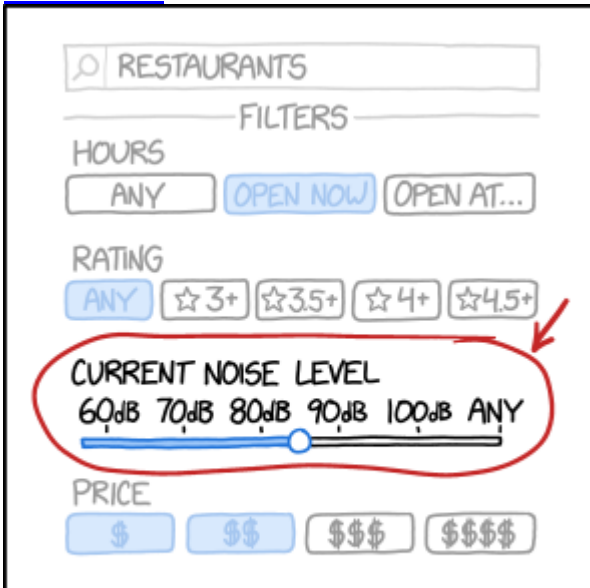 RESTAURANTS
FILTERS
HOURS
ANY OPEN NOW OPEN AT...
RATING
ANY ☆3+ ☆3.5+ ☆4+ ☆4.5+
CURRENT NOISE LEVEL
60dB 70dB 80dB 90dB 100dB ANY
PRICE
$ $$ $$$ $$$$